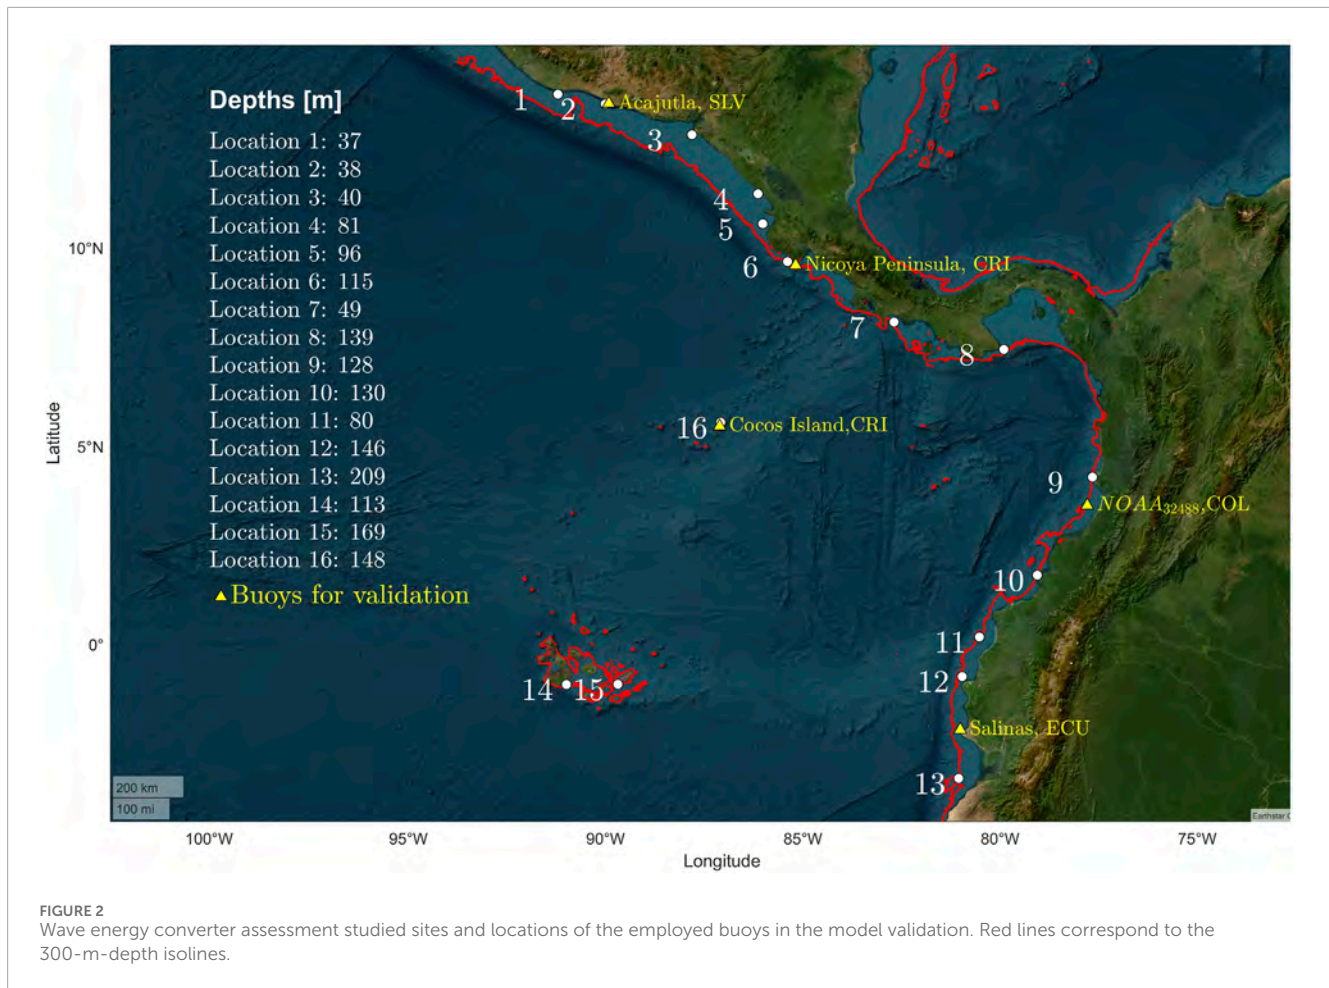 Depths [m]
Location 1: 37
Location 2: 38
Location 3: 40
Location 4: 81
Location 5: 96
Location 6: 115
Location 7: 49
Location 8: 139
Location 9: 128
Location 10: 130
Location 11: 80
Location 12: 146
Location 13: 209
Location 14: 113
Location 15: 169
Location 16: 148
Buoys for validation
1
2
Acajutla, SLV
3
4
5
6
Nicoya Peninsula, CRI
7
8
16
Cocos Island,CRI
9
NOAA32488,COL
10
11
12
14
15
Salinas, ECU
13
10°N
5°N
0°
Latitude
200 km
100 mi
Earthstar
100°W
95°W
90°W
85°W
80°W
75°W
Longitude
FIGURE 2
Wave energy converter assessment studied sites and locations of the employed buoys in the model validation. Red lines correspond to the
300-m-depth isolines.